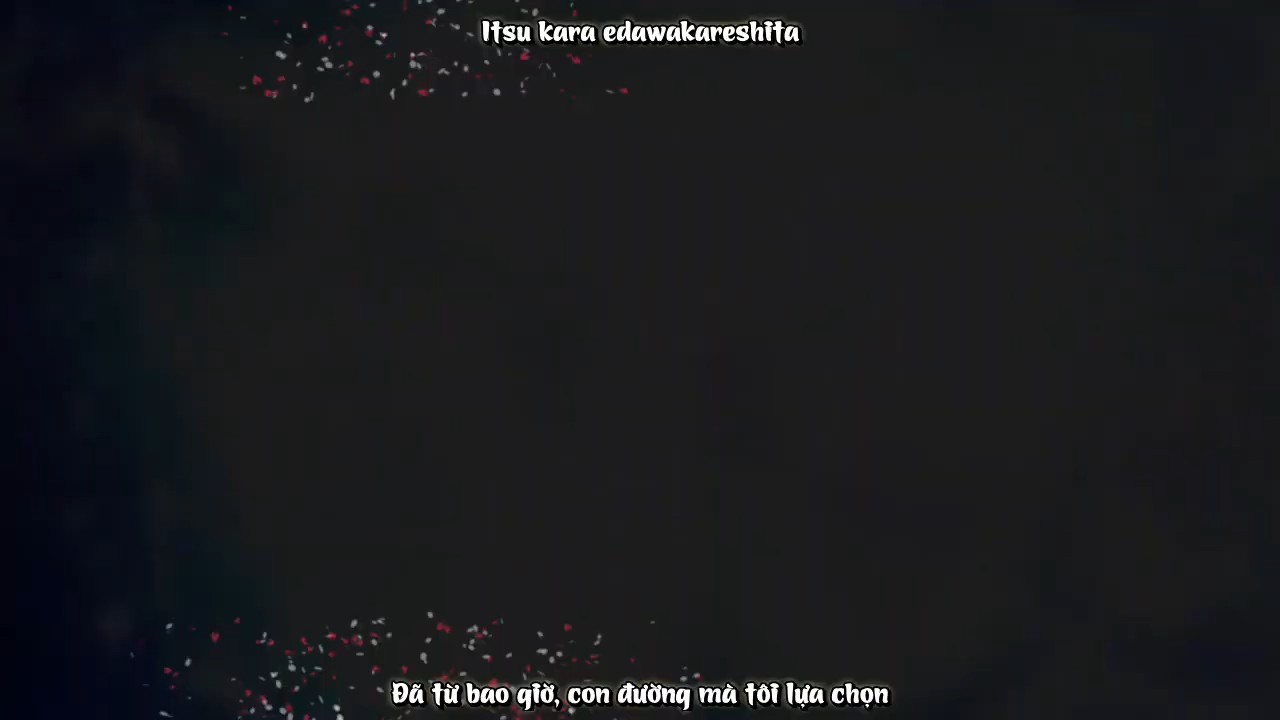 Itsu kara edawakareshita
Đã từ bao giờ, con đường mà tôi lựa chọn